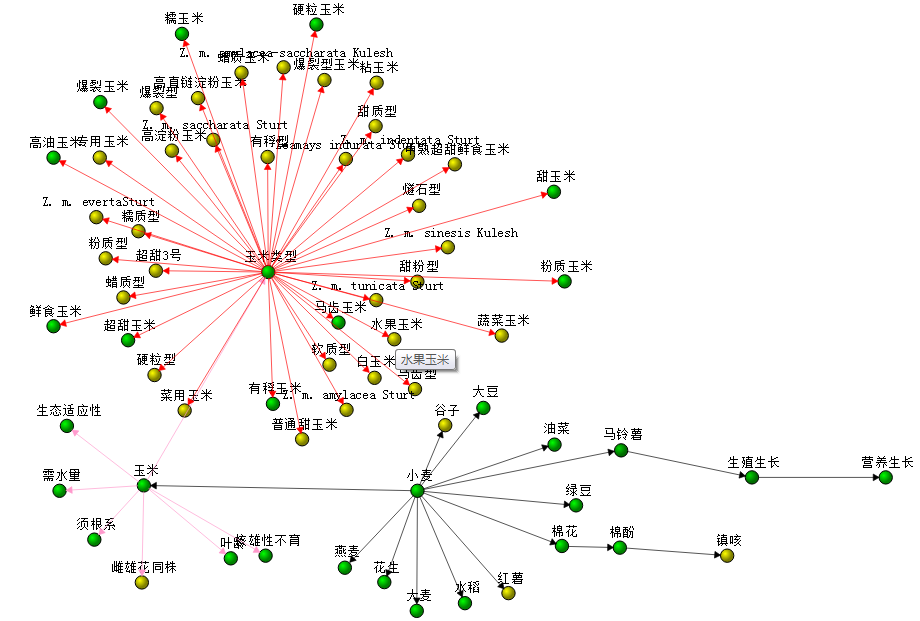 硬粒玉米
糯玉米
Z. m. amylacea-saccharata Kulesh
蜡质玉米
爆裂型玉米
粘玉米
高直链淀粉玉米
爆裂玉米
爆裂型
甜质型
Z. m. saccharata Sturt
高淀粉玉米
有稃型
Z. m. indentata Sturt
Zeamays indurata Sturt
高油玉米
专用玉米
早熟超甜鲜食玉米
甜玉米
燧石型
Z. m. evertaSturt
糯质型
Z. m. sinesis Kulesh
粉质型
超甜3号
玉米类型
甜粉型
粉质玉米
蜡质型
Z. m. tunicata Sturt
鲜食玉米
超甜玉米
马齿玉米
水果玉米
蔬菜玉米
软质型
硬粒型
白玉米
水果玉米
马齿型
菜用玉米
有稃玉米
Z. m. amylacea Sturt
普通甜玉米
大豆
谷子
生态适应性
油菜
马铃薯
玉米
小麦
生殖生长
营养生长
需水量
绿豆
须根系
叶龄
核雄性不育
棉花
棉酚
镇咳
雌雄花同株
燕麦
花生
大麦
水稻
红薯